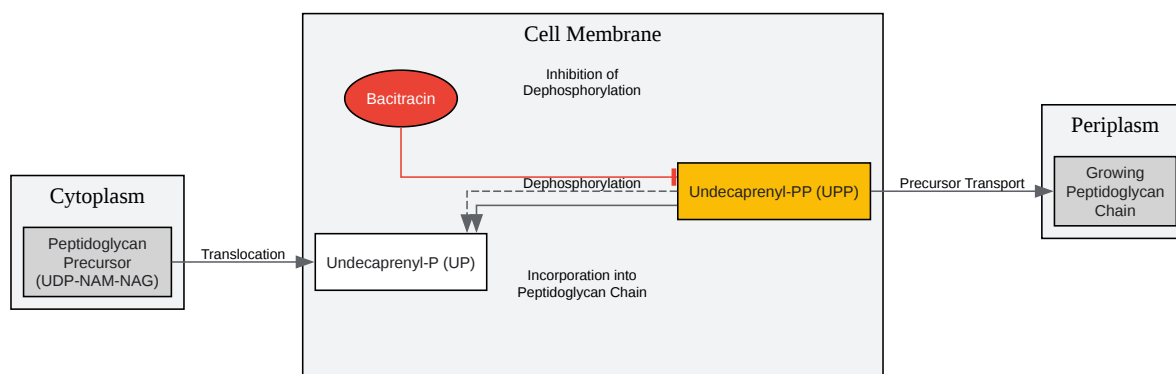 Cell Membrane
Inhibition of
Dephosphorylation
Bacitracin
Periplasm
Growing
Peptidoglycan
Chain
Cytoplasm
Dephosphorylation
Undecaprenyl-PP (UPP)
Precursor Transport
Peptidoglycan
Precursor
(UDP-NAM-NAG)
Translocation
Undecaprenyl-P (UP)
Incorporation into
Peptidoglycan Chain